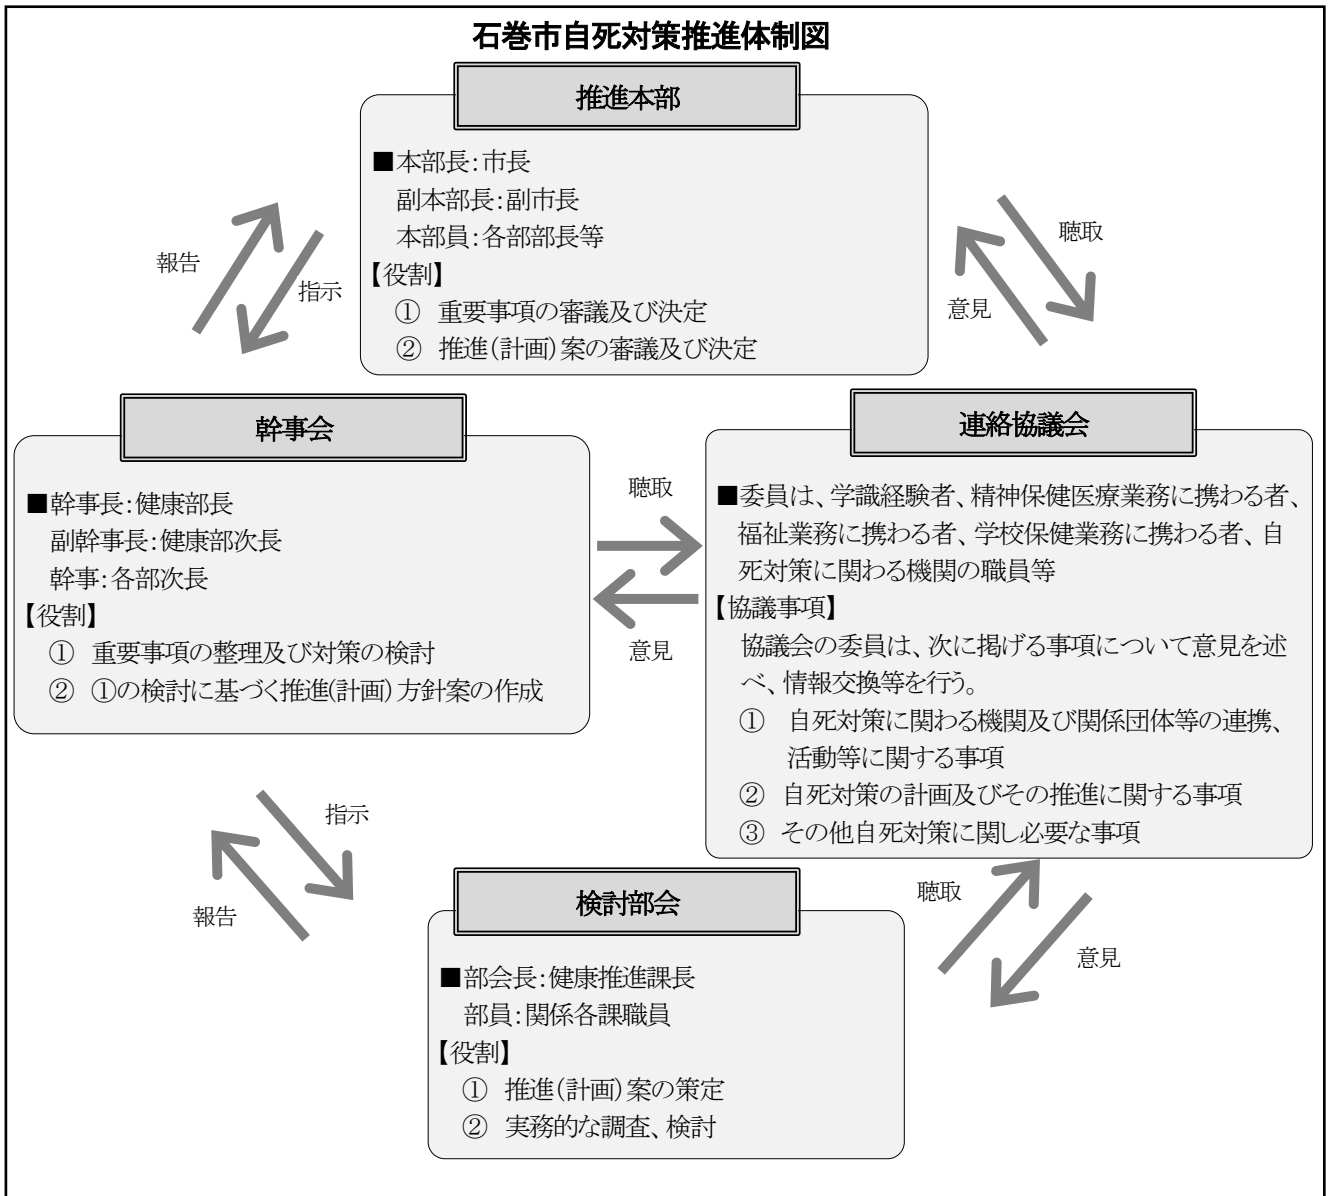 石巻市自死対策推進体制図
推進本部
■本部長：市長
副本部長：副市長
本部員：各部部長等
【役割】
① 重要事項の審議及び決定
② 推進（計画）案の審議及び決定
報告
指示
聴取
意見
幹事会
■幹事長：健康部長
副幹事長：健康部次長
幹事：各部次長
【役割】
① 重要事項の整理及び対策の検討
② ①の検討に基づく推進(計画）方針案の作成
聴取
意見
連絡協議会
■委員は、学識経験者、精神保健医療業務に携わる者、
福祉業務に携わる者、学校保健業務に携わる者、自
死対策に関わる機関の職員等
【協議事項】
協議会の委員は、次に掲げる事項について意見を述
べ、情報交換等を行う。
① 自死対策に関わる機関及び関係団体等の連携、
活動等に関する事項
② 自死対策の計画及びその推進に関する事項
③ その他自死対策に関し必要な事項
指示
報告
聴取
意見
検討部会
■部会長：健康推進課長
部員：関係各課職員
【役割】
① 推進（計画）案の策定
② 実務的な調査、検討